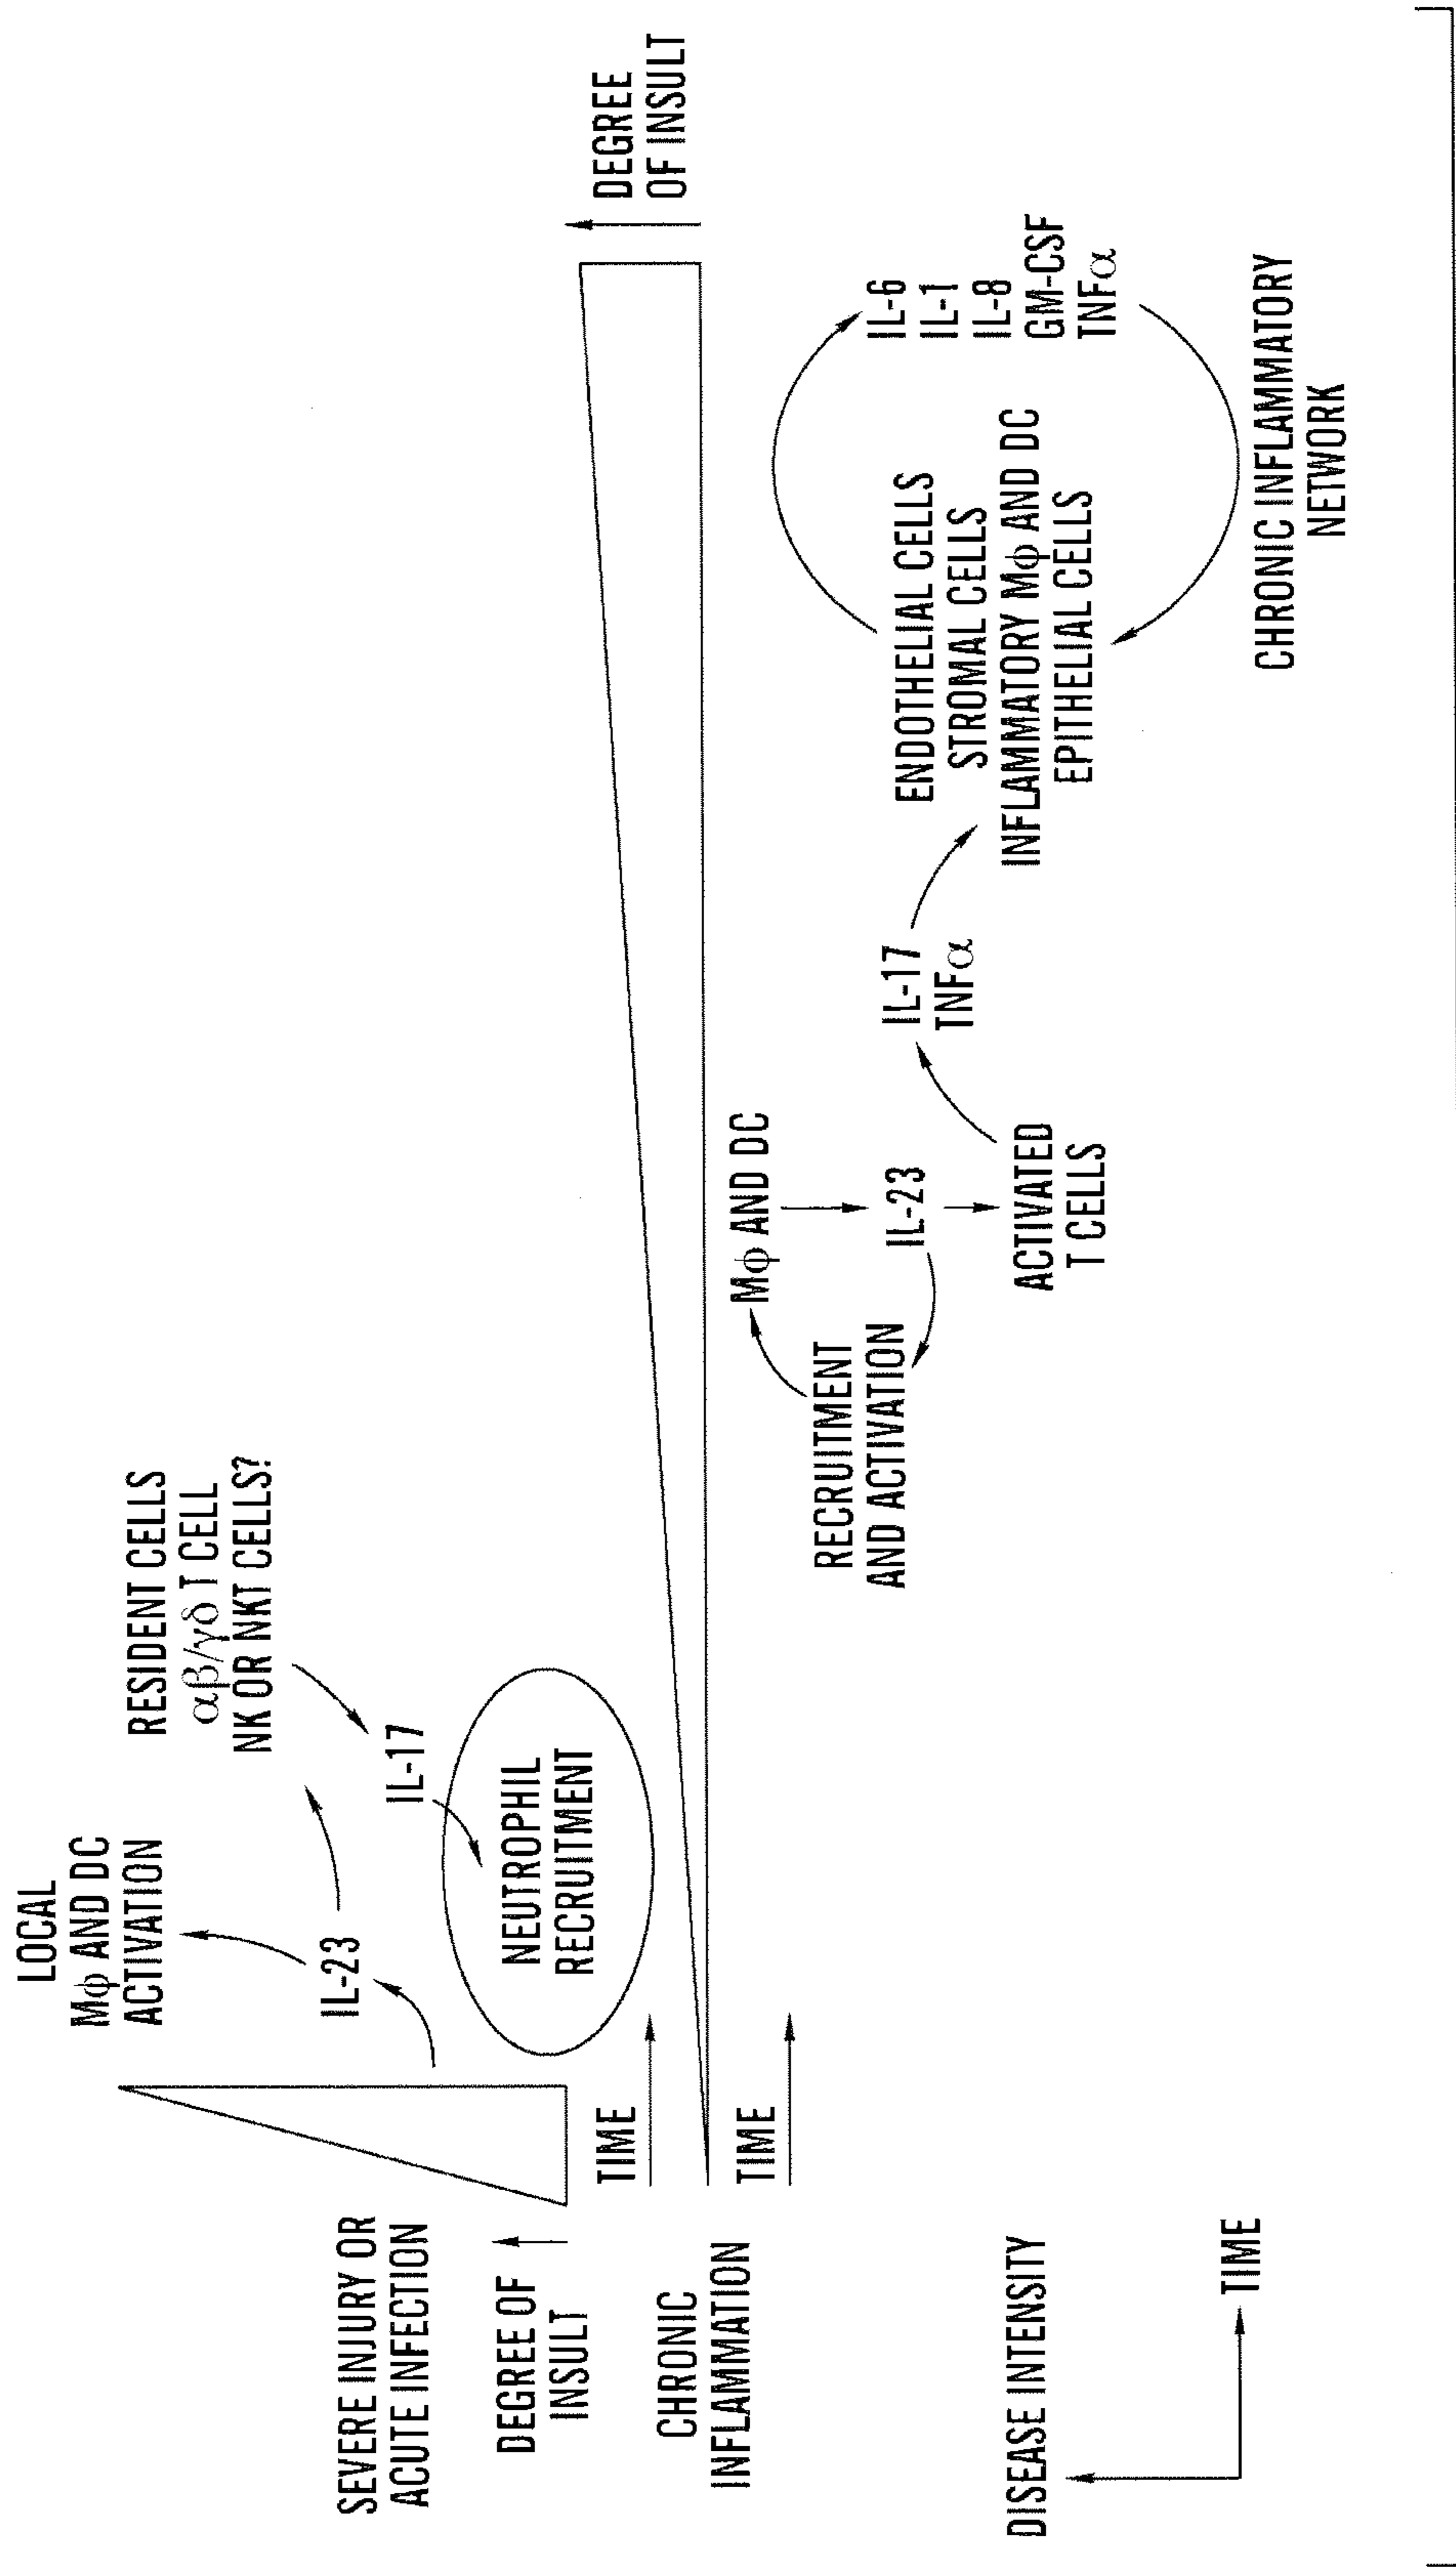 LOCAL
Mϕ AND DC
ACTIVATION
RESIDENT CELLS
αβ/γδ T CELL
NK OR NKT CELLS?
IL-23
IL-17
NEUTROPHIL
RECRUITMENT
SEVERE INJURY OR
ACUTE INFECTION
DEGREE OF
INSULT
TIME
DEGREE
OF INSULT
CHRONIC
INFLAMMATION
TIME
Mϕ AND DC
RECRUITMENT
AND ACTIVATION
IL-23
ACTIVATED
T CELLS
IL-17
TNFα
ENDOTHELIAL CELLS
STROMAL CELLS
INFLAMMATORY Mϕ AND DC
EPITHELIAL CELLS
IL-6
IL-1
IL-8
GM-CSF
TNFα
CHRONIC INFLAMMATORY
NETWORK
DISEASE INTENSITY
TIME